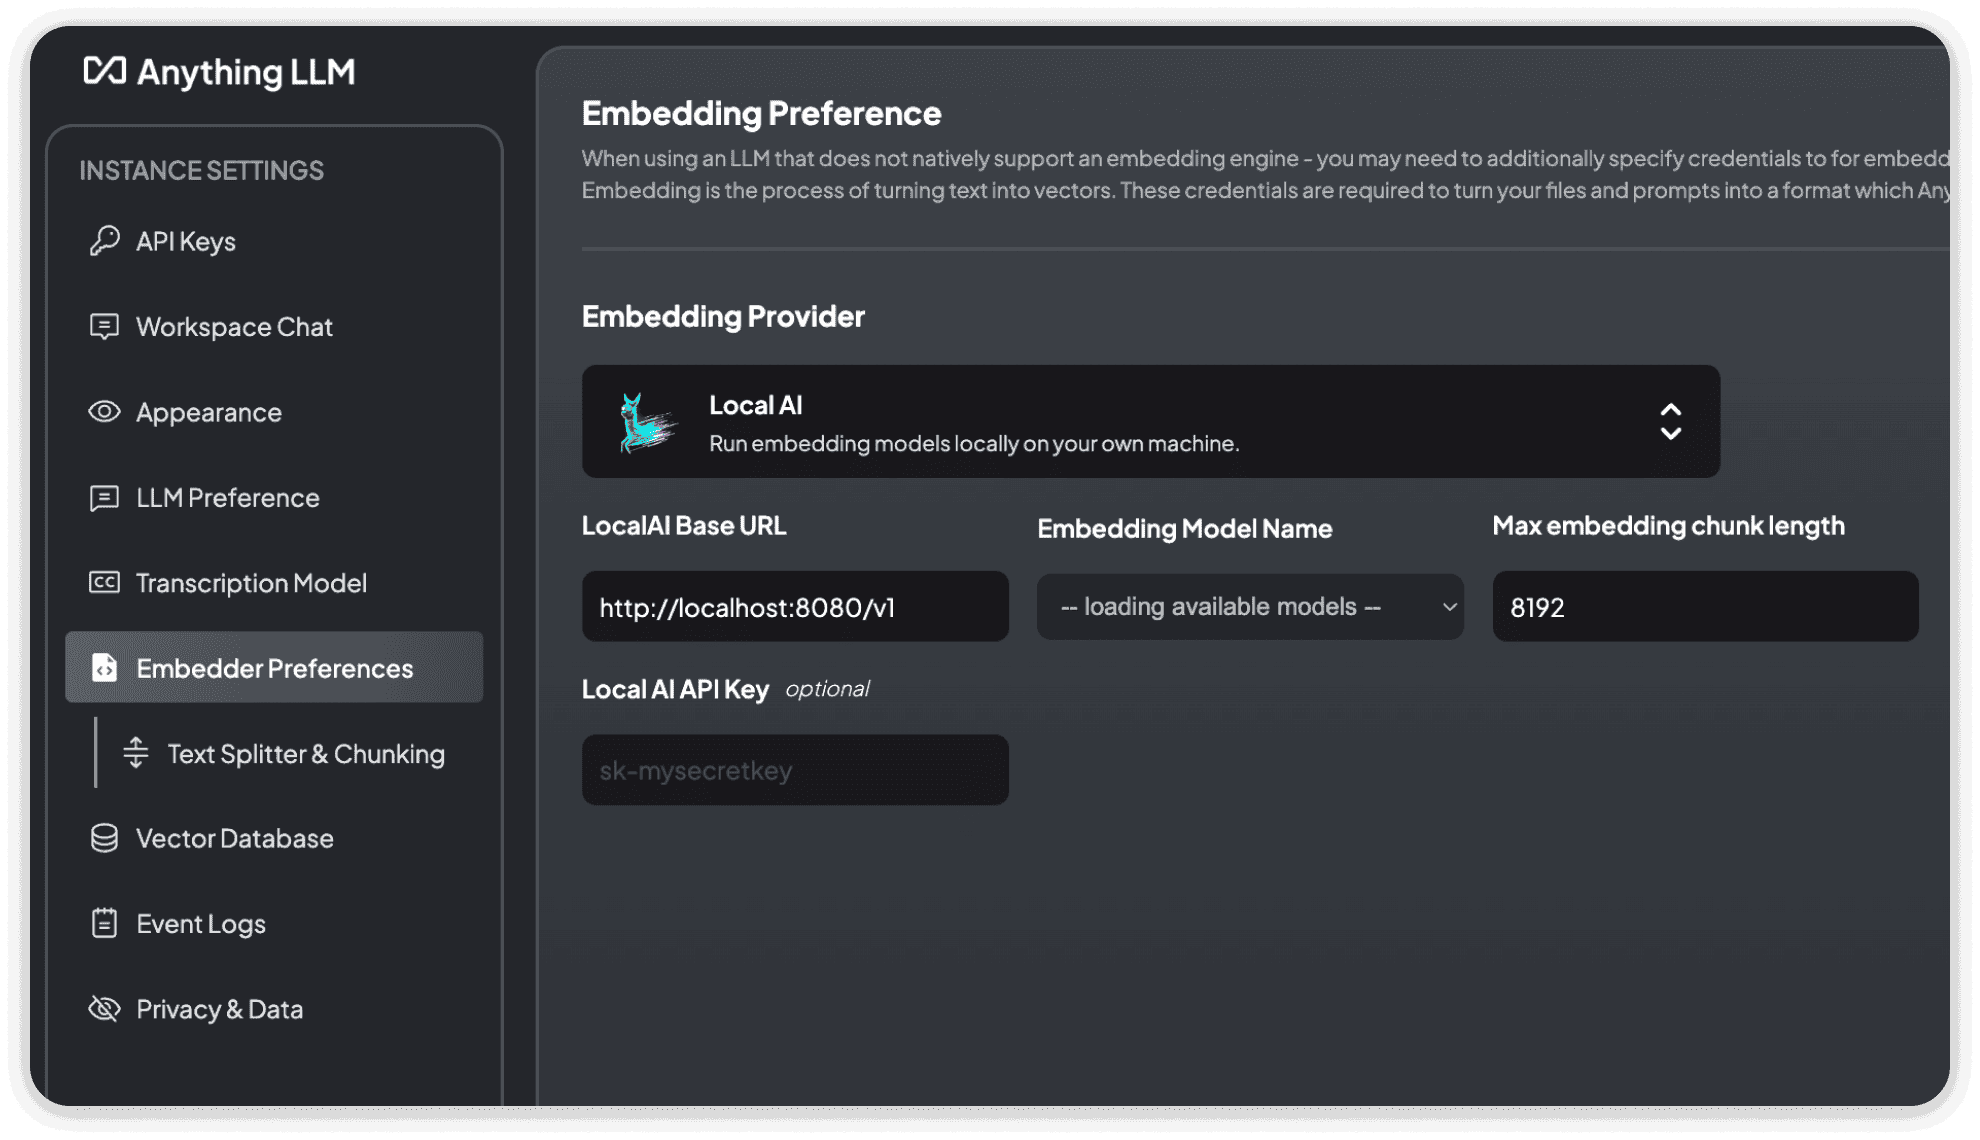 Anything LLM
INSTANCE SETTINGS
API Keys
Workspace Chat
Appearance
LLM Preference
CC Transcription Model
Embedder Preferences
Text Splitter & Chunking
Vector Database
Event Logs
Privacy & Data
Embedding Preference
When using an LLM that does not natively support an embedding engine - you may need to additionally specify credentials to for embedd
Embedding is the process of turning text into vectors. These credentials are required to turn your files and prompts into a format which Any
Embedding Provider
Local AI
Run embedding models locally on your own machine.
LocalAI Base URL
http://localhost:8080/v1
Embedding Model Name
-- loading available models --
Max embedding chunk length
8192
Local AI API Key optional
sk-mysecretkey